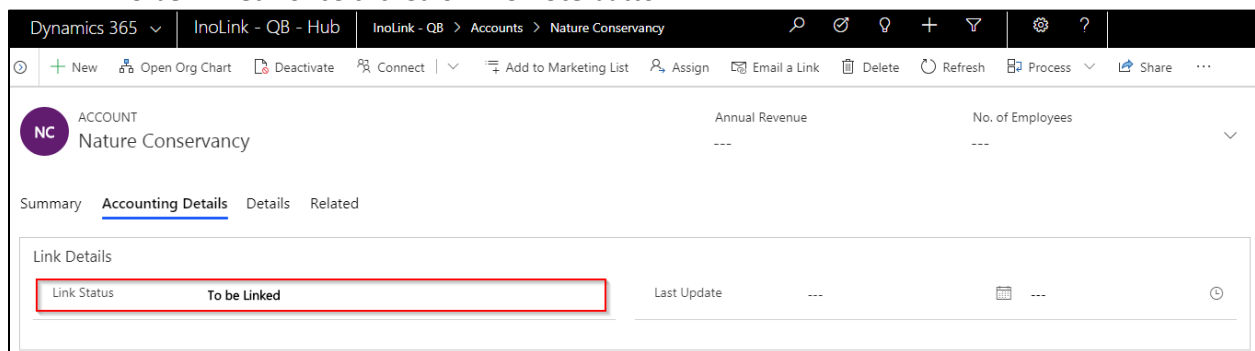 Dynamics 365 InoLink - QB - Hub InoLink - QB > Accounts > Nature Conservancy ?
New Open Org Chart Deactivate Connect Add to Marketing List Assign Email a Link Delete Refresh Process Share ...
NC ACCOUNT Annual Revenue No. of Employees
Nature Conservancy --- ---
Summary Accounting Details Details Related
Link Details
Link Status To be Linked Last Update --- ---